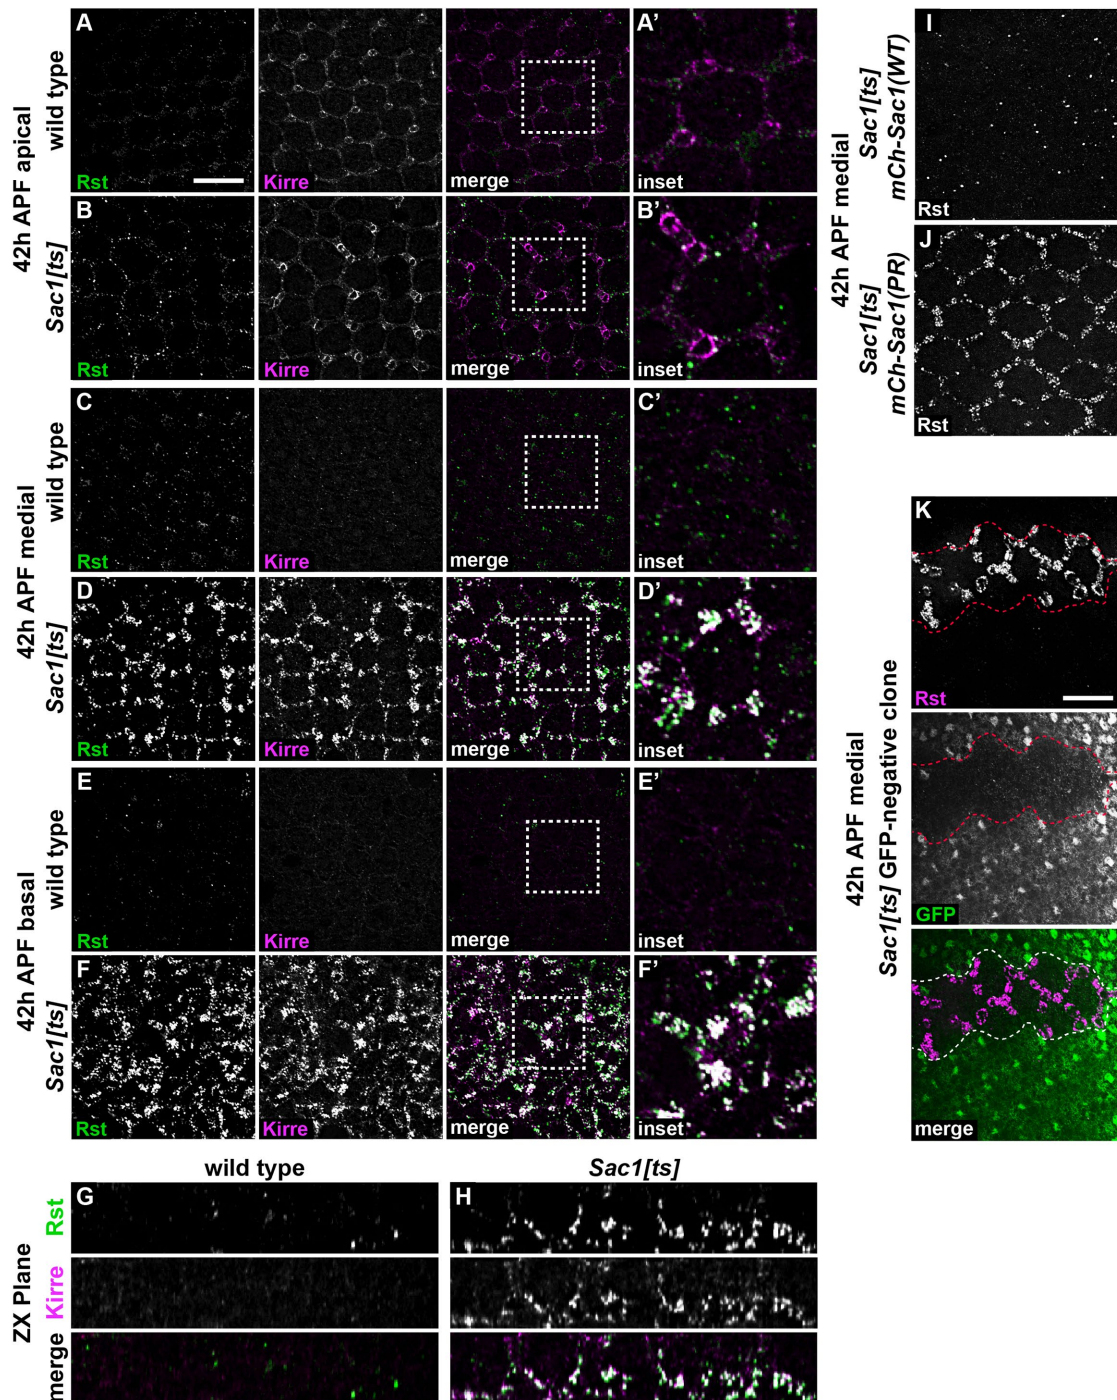 42h APF apical
wild type
A
Rst
Kirre
merge
A’
inset
Sac1[ts]
B
Rst
Kirre
merge
B’
inset
42h APF medial
wild type
C
Rst
Kirre
merge
C’
inset
Sac1[ts]
D
Rst
Kirre
merge
D’
inset
42h APF basal
wild type
E
Rst
Kirre
merge
E’
inset
Sac1[ts]
F
Rst
Kirre
merge
F’
inset
ZX Plane
wild type
Sac1[ts]
G
H
Rst
Kirre
merge
42h APF medial
Sac1[ts]
mCh-Sac1(WT)
I
Rst
Sac1[ts]
mCh-Sac1(PR)
J
Rst
42h APF medial
Sac1[ts] GFP-negative clone
K
Rst
GFP
merge